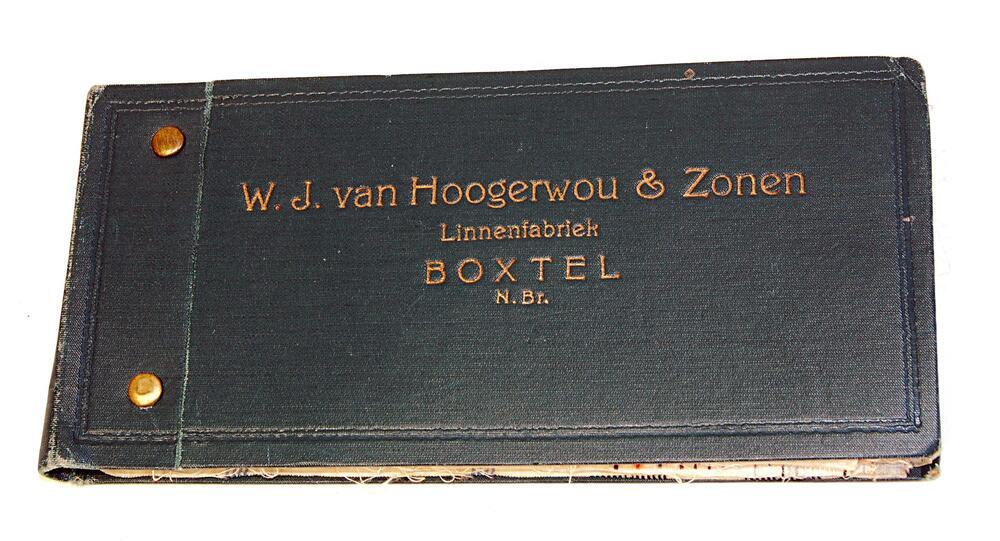 W. J. van Hoogerwou & Zonen
Linnenfabriek
BOXTEL
N. Br.